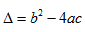 Δ = b² − 4ac